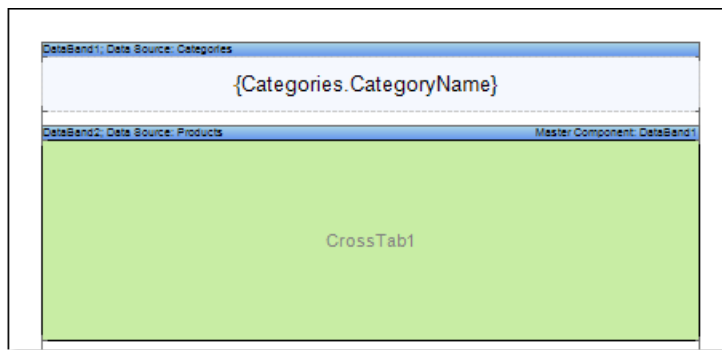 DataBand1; Data Source: Categories
{Categories.CategoryName}
DataBand2; Data Source: Products Master Component: DataBand1
CrossTab1